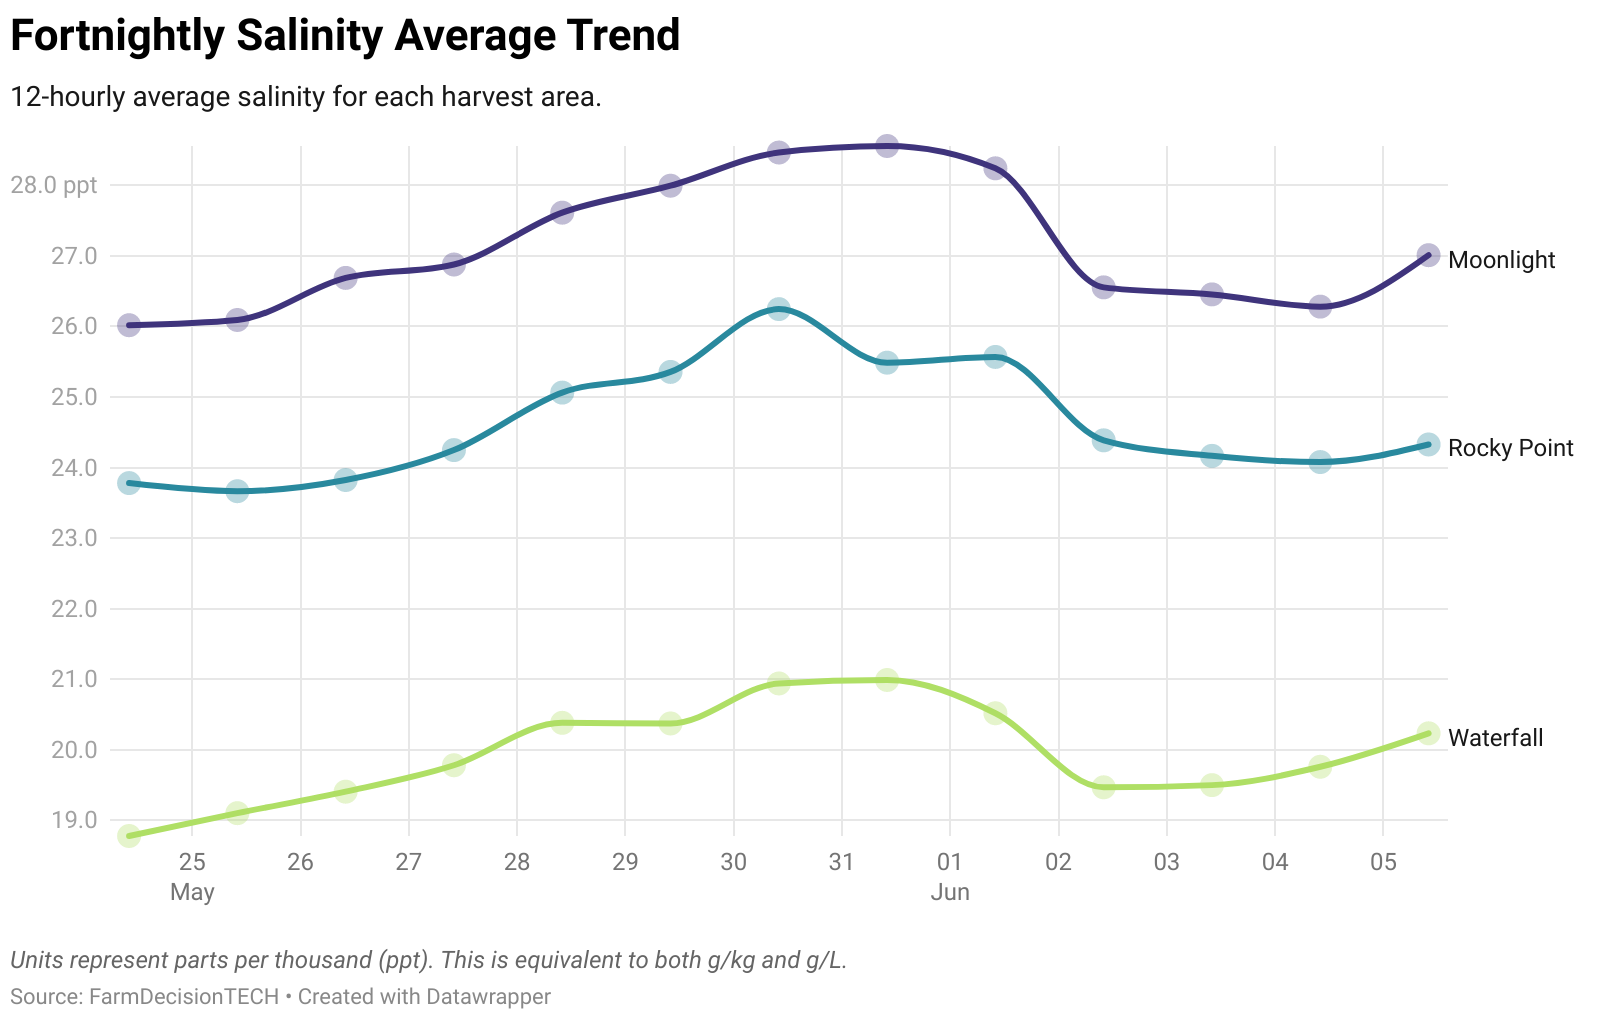 Fortnightly Salinity Average Trend
12-hourly average salinity for each harvest area.
28.0 ppt
27.0
26.0
25.0
24.0
23.0
22.0
21.0
20.0
19.0
Moonlight
Rocky Point
Waterfall
25 26 27 28 29 30 31 01 02 03 04 05
May Jun
Units represent parts per thousand (ppt). This is equivalent to both g/kg and g/L.
Source: FarmDecisionTECH • Created with Datawrapper